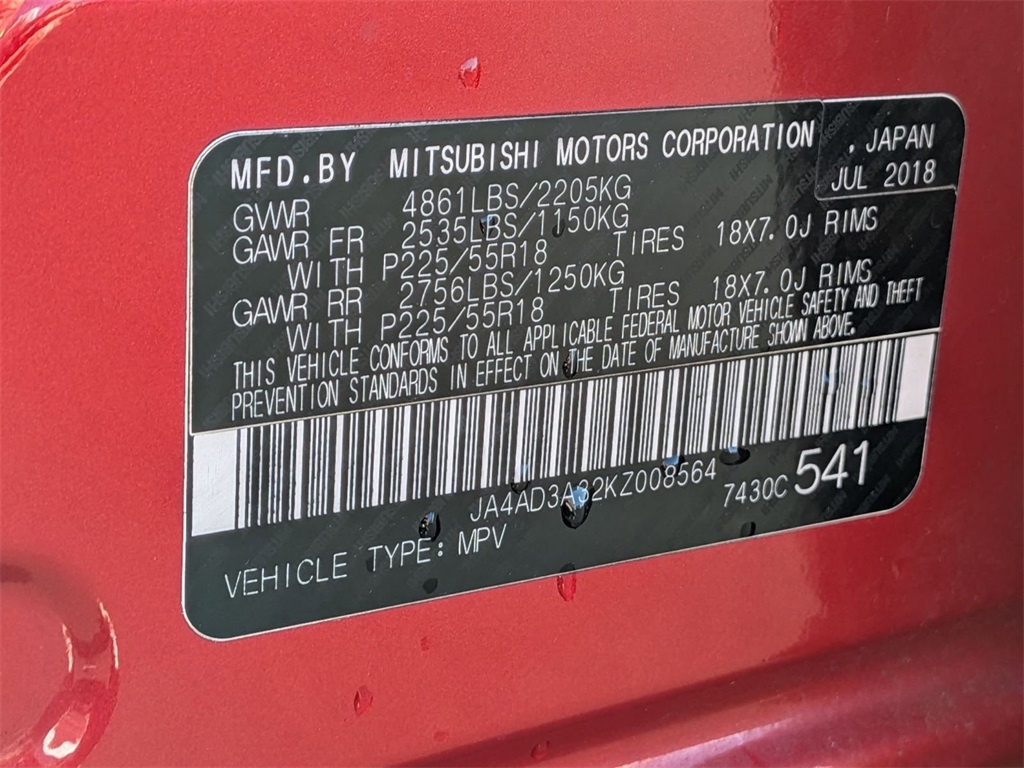 MFD.BY MITSUBISHI MOTORS CORPORATION , JAPAN
JUL 2018
GVWR 4861LBS/2205KG
GAWR FR 2535LBS/1150KG
WITH P225/55R18 TIRES 18X7.0J RIMS
GAWR RR 2756LBS/1250KG
WITH P225/55R18 TIRES 18X7.0J RIMS
THIS VEHICLE CONFORMS TO ALL APPLICABLE FEDERAL MOTOR VEHICLE SAFETY AND THEFT
PREVENTION STANDARDS IN EFFECT ON THE DATE OF MANUFACTURE SHOWN ABOVE.
JA4AD3A32KZ008564 7430C 541
VEHICLE TYPE: MPV